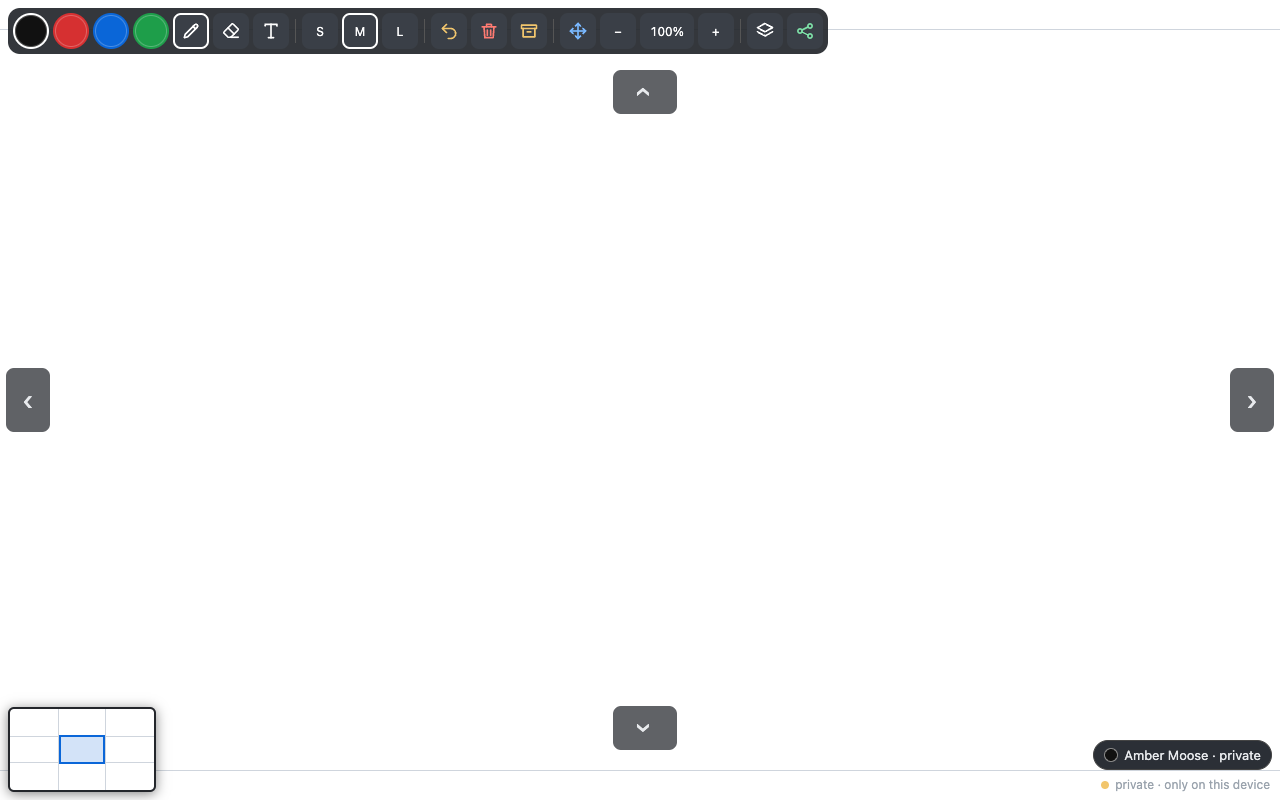 S M L − 100% +
Amber Moose · private
private · only on this device